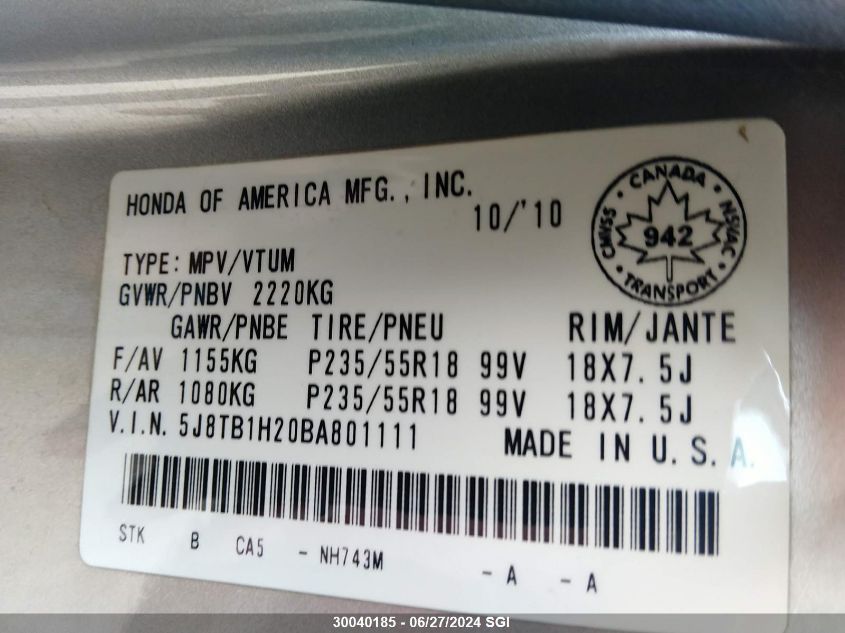 HONDA OF AMERICA MFG., INC.
10/'10
CANADA
CMVSS 942 NSVAC
TRANSPORT
TYPE: MPV/VTUM
GVWR/PNBV 2220KG
GAWR/PNBE TIRE/PNEU RIM/JANTE
F/AV 1155KG P235/55R18 99V 18X7.5J
R/AR 1080KG P235/55R18 99V 18X7.5J
V.I.N. 5J8TB1H20BA801111 MADE IN U.S.A.
STK B CA5 - NH743M - A - A
30040185 - 06/27/2024 SGI